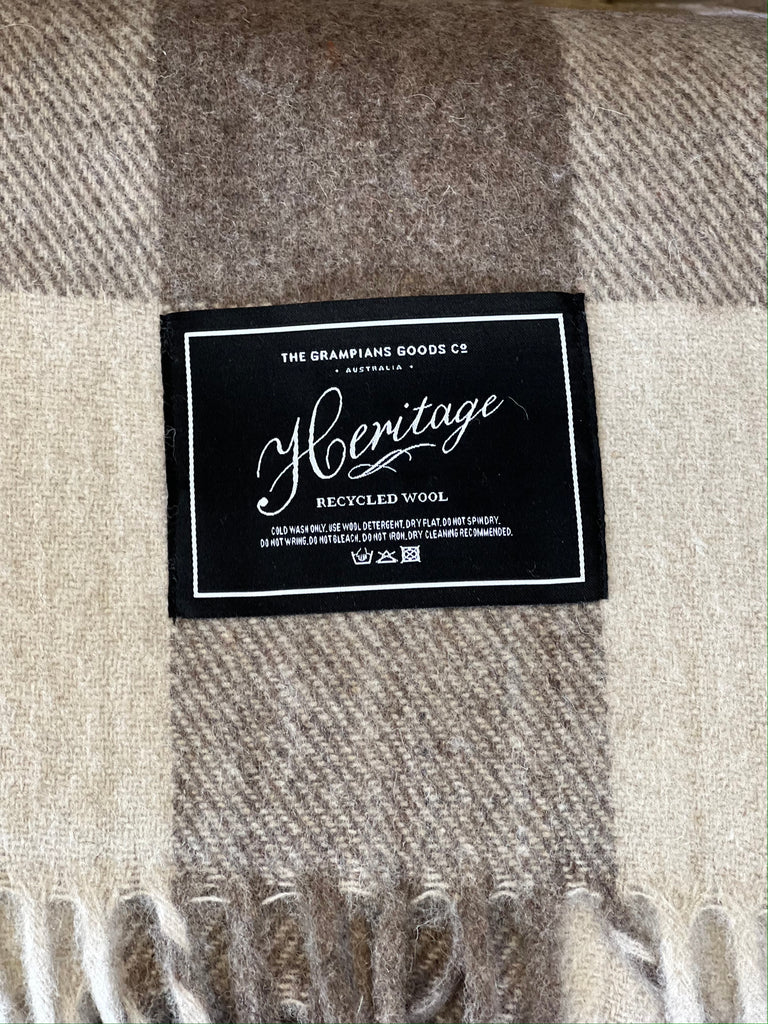 THE GRAMPIANS GOODS Cº
• AUSTRALIA •
Heritage
RECYCLED WOOL
COLD WASH ONLY. USE WOOL DETERGENT. DRY FLAT. DO NOT SPIN DRY.
DO NOT WRING. DO NOT BLEACH. DO NOT IRON. DRY CLEANING RECOMMENDED.